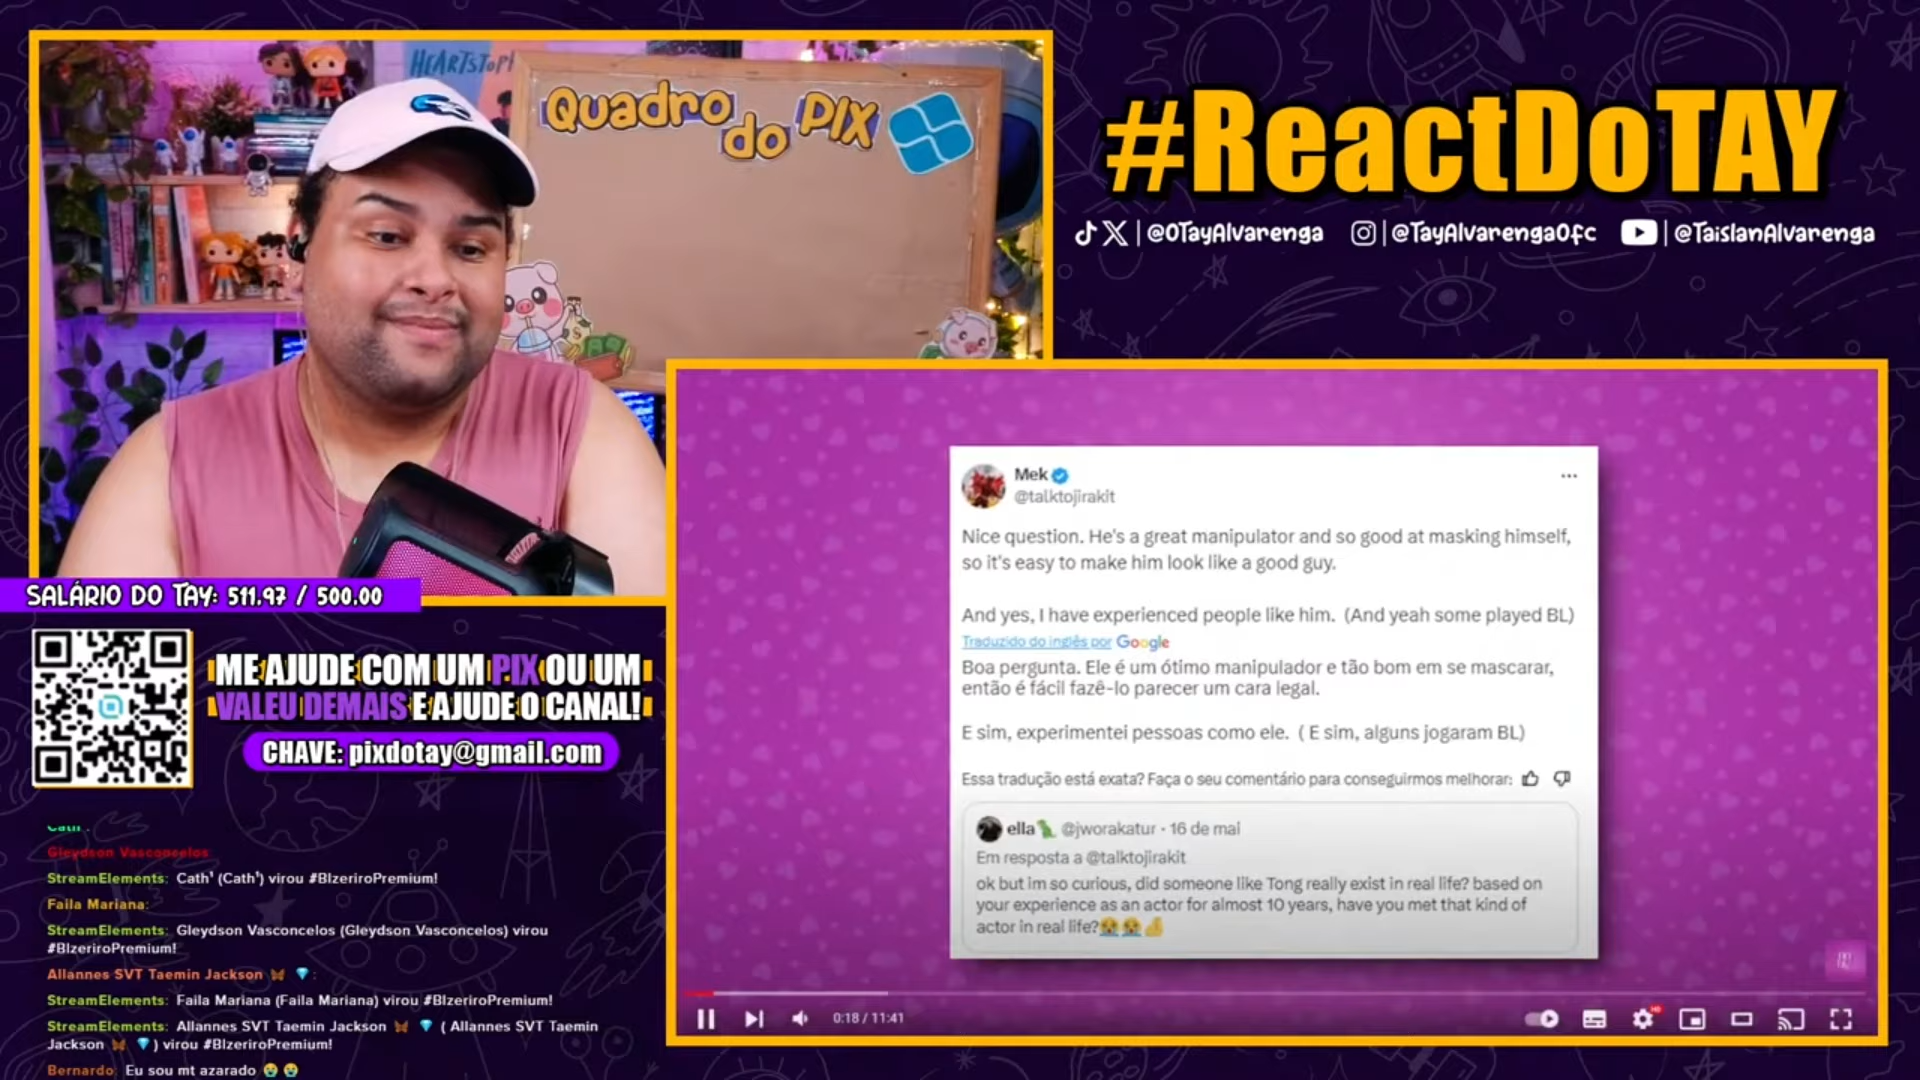 HEARTSTOP
Quadro
do PIX
#ReactDoTAY
| @OTayAlvarenga | @TayAlvarengaOfc | @TaislanAlvarenga
SALÁRIO DO TAY: 511.97 / 500.00
ME AJUDE COM UM PIX OU UM
VALEU DEMAIS E AJUDE O CANAL!
CHAVE: pixdotay@gmail.com
Gleydson Vasconcelos
StreamElements: Cath¹ (Cath¹) virou #BlzeriroPremium!
Faila Mariana:
StreamElements: Gleydson Vasconcelos (Gleydson Vasconcelos) virou
#BlzeriroPremium!
Allannes SVT Taemin Jackson 🦋 💎 :
StreamElements: Faila Mariana (Faila Mariana) virou #BlzeriroPremium!
StreamElements: Allannes SVT Taemin Jackson 🦋 💎 ( Allannes SVT Taemin
Jackson 🦋 💎 ) virou #BlzeriroPremium!
Bernardo: Eu sou mt azarado 😭 😭
Mek
@talktojirakit
Nice question. He's a great manipulator and so good at masking himself,
so it's easy to make him look like a good guy.
And yes, I have experienced people like him. (And yeah some played BL)
Traduzido do inglês por Google
Boa pergunta. Ele é um ótimo manipulador e tão bom em se mascarar,
então é fácil fazê-lo parecer um cara legal.
E sim, experimentei pessoas como ele. ( E sim, alguns jogaram BL)
Essa tradução está exata? Faça o seu comentário para conseguirmos melhorar:
ella🦖 @jworakatur · 16 de mai
Em resposta a @talktojirakit
ok but im so curious, did someone like Tong really exist in real life? based on
your experience as an actor for almost 10 years, have you met that kind of
actor in real life?😭😭👍
0:18 / 11:41
HD